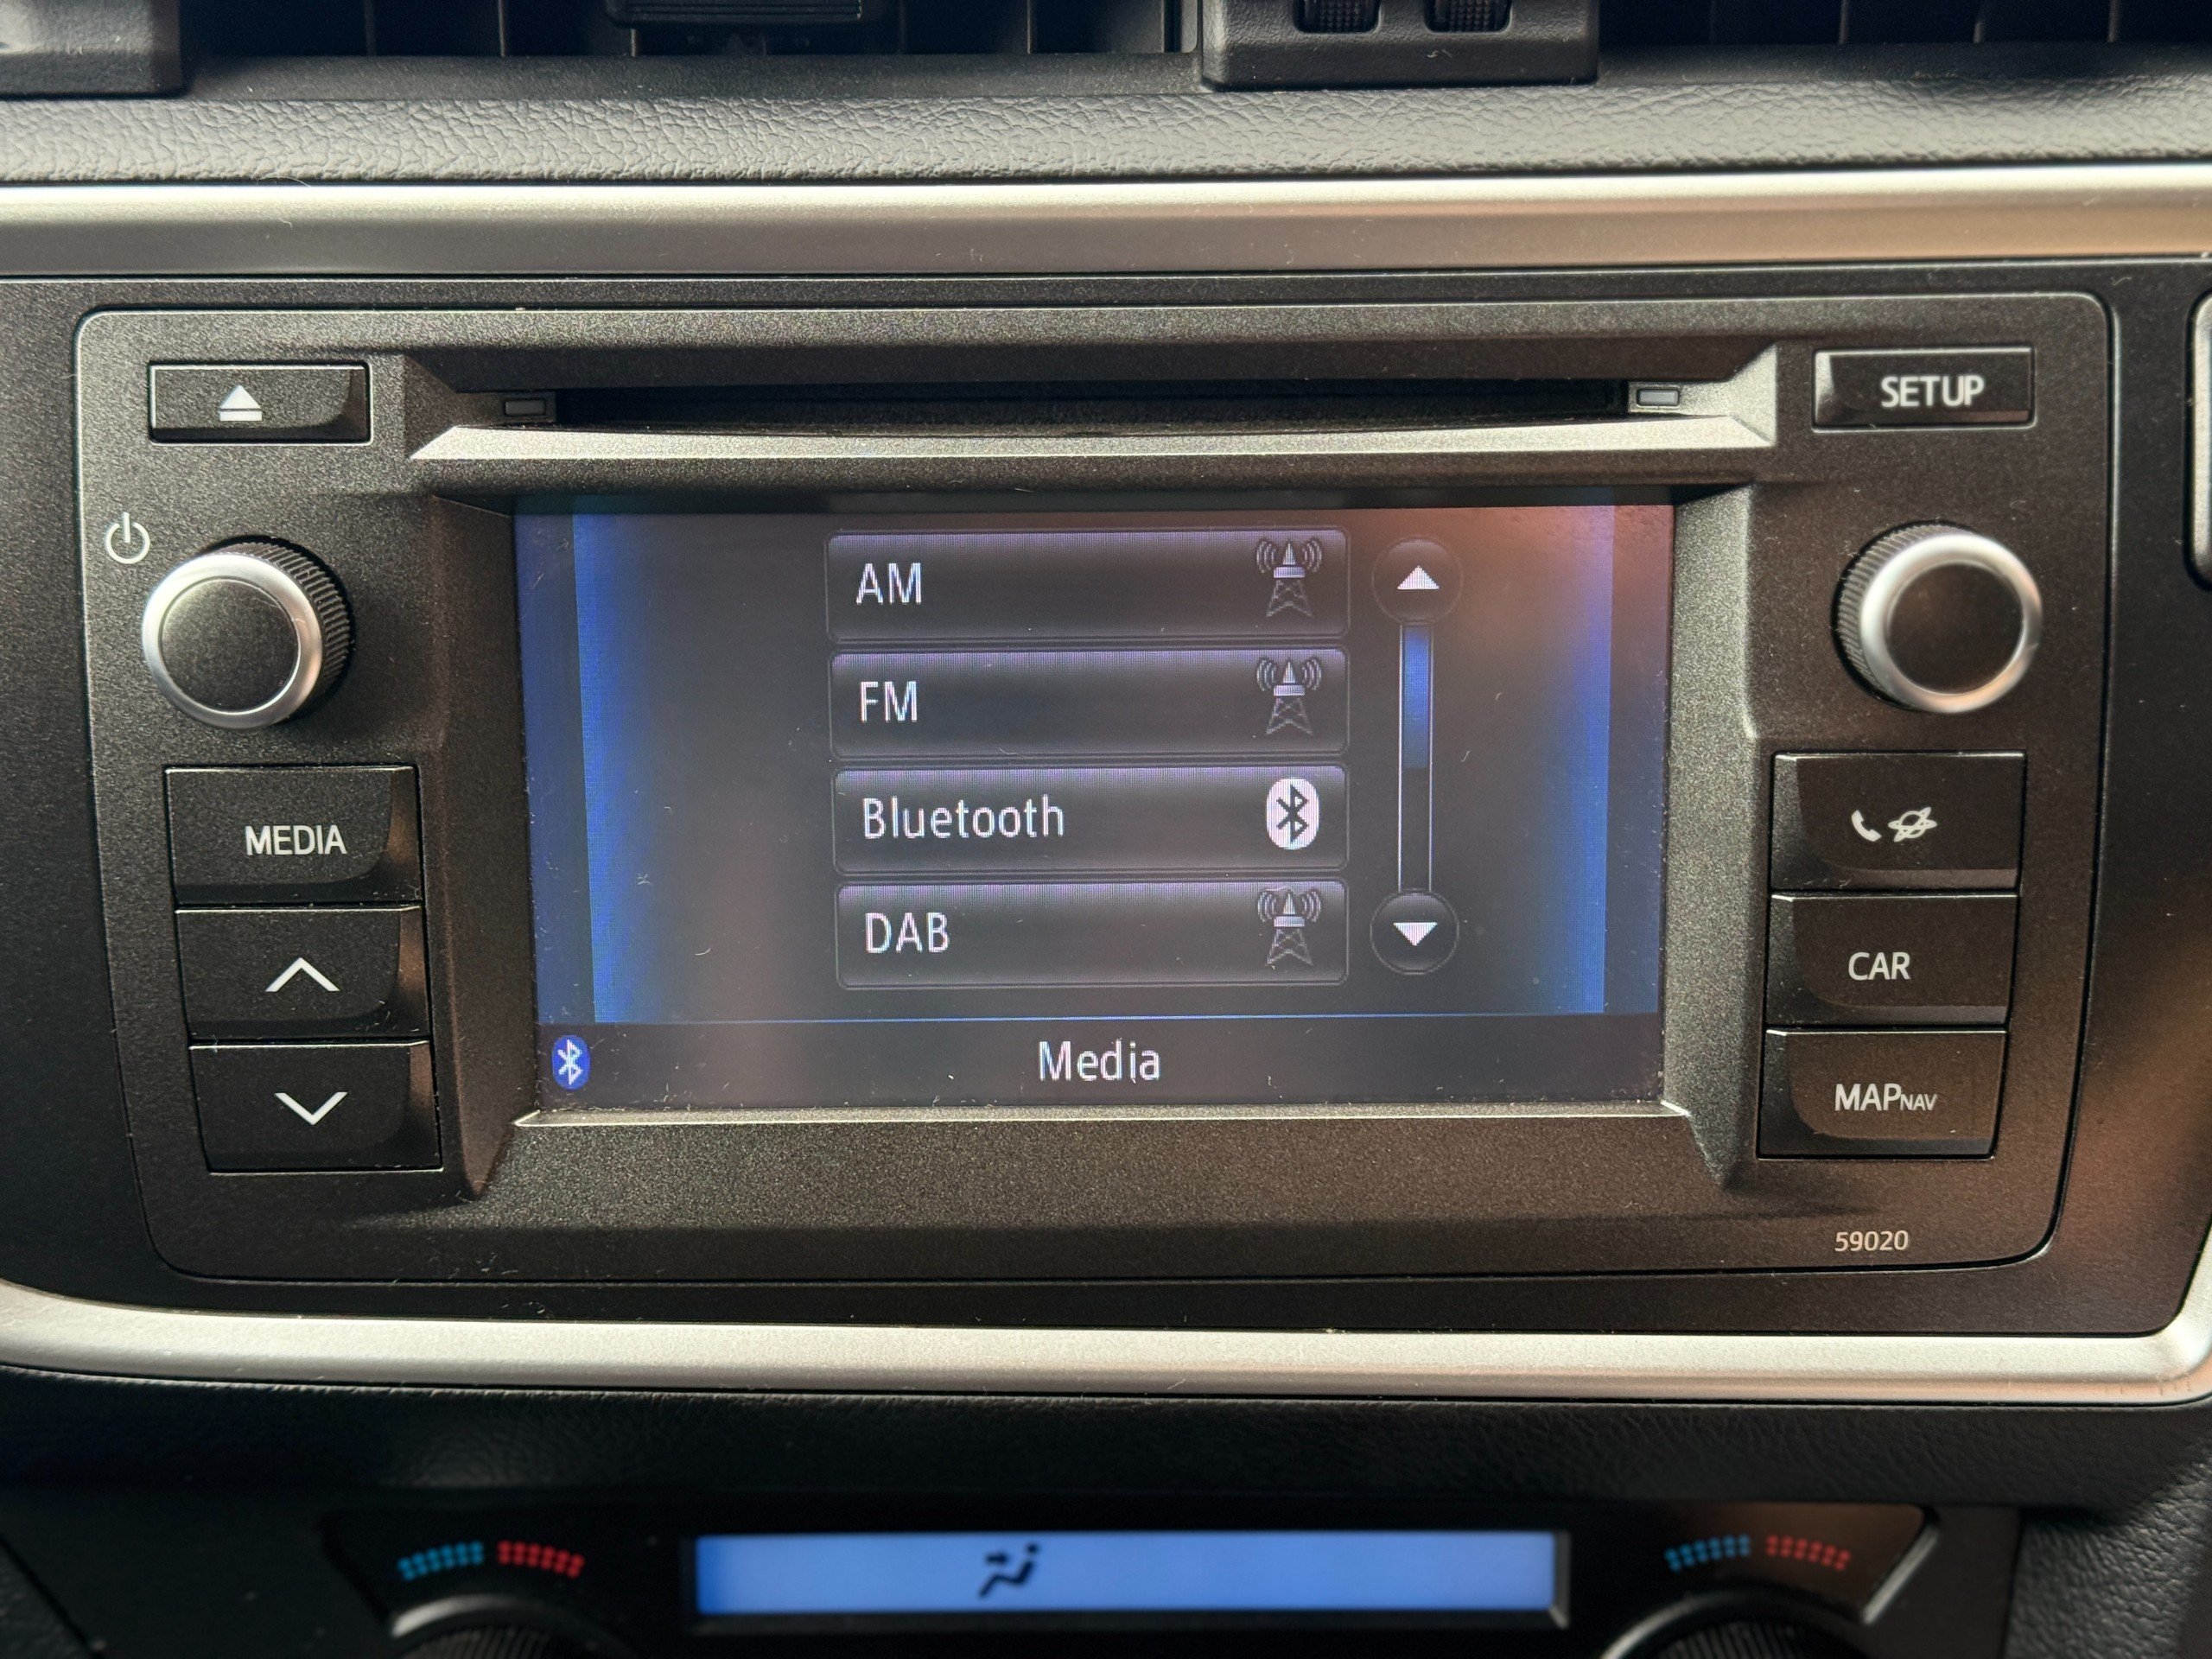 SETUP
AM
FM
Bluetooth
DAB
Media
MEDIA
CAR
MAPNAV
59020